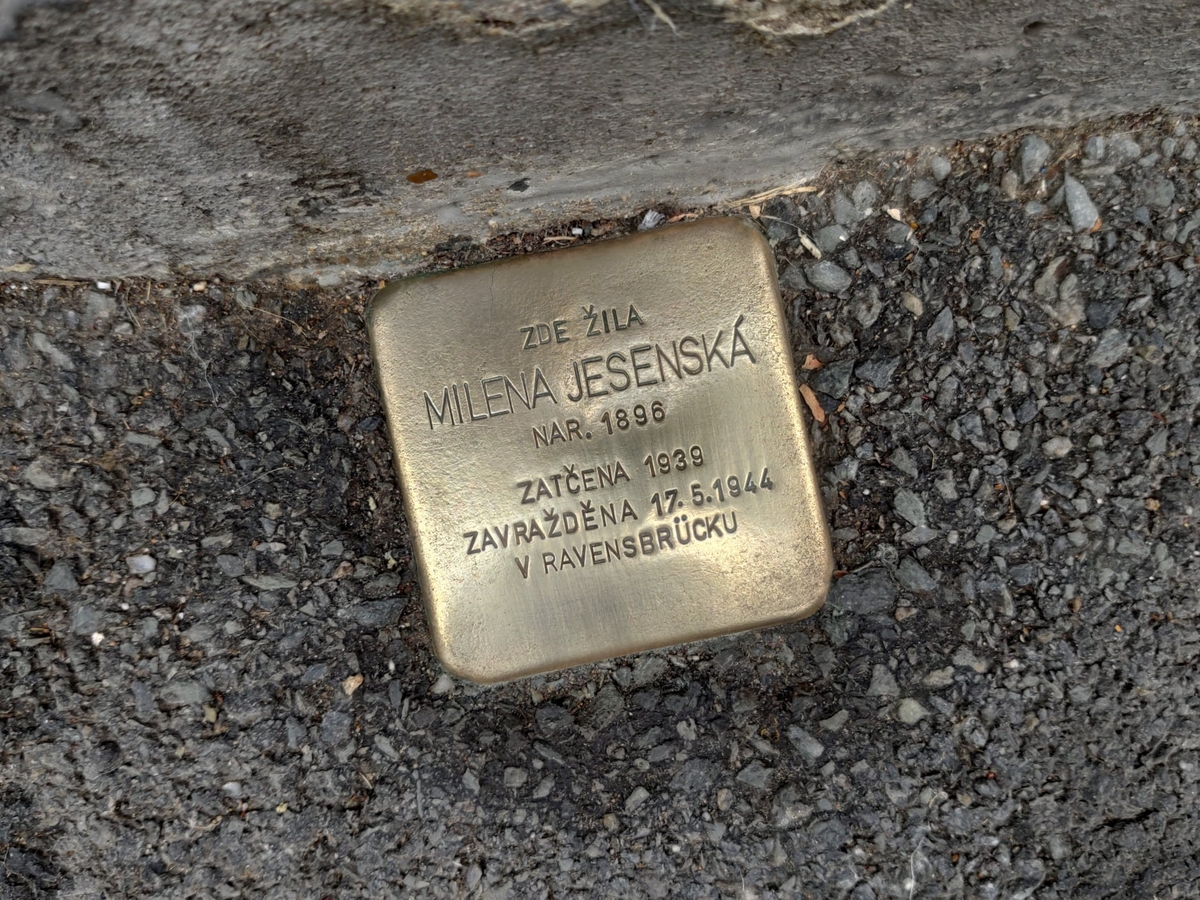 ZDE ŽILA
MILENA JESENSKÁ
NAR. 1896
ZATČENA 1939
ZAVRAŽDĚNA 17.5.1944
V RAVENSBRÜCKU